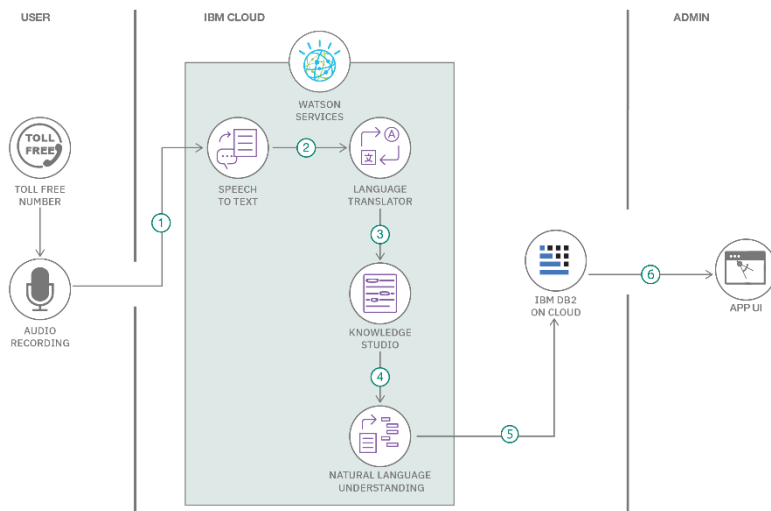 USER
IBM CLOUD
ADMIN
WATSON
SERVICES
TOLL
FREE
TOLL FREE
NUMBER
1
SPEECH
TO TEXT
2
A
文
LANGUAGE
TRANSLATOR
3
AUDIO
RECORDING
KNOWLEDGE
STUDIO
4
NATURAL LANGUAGE
UNDERSTANDING
5
IBM DB2
ON CLOUD
6
APP UI